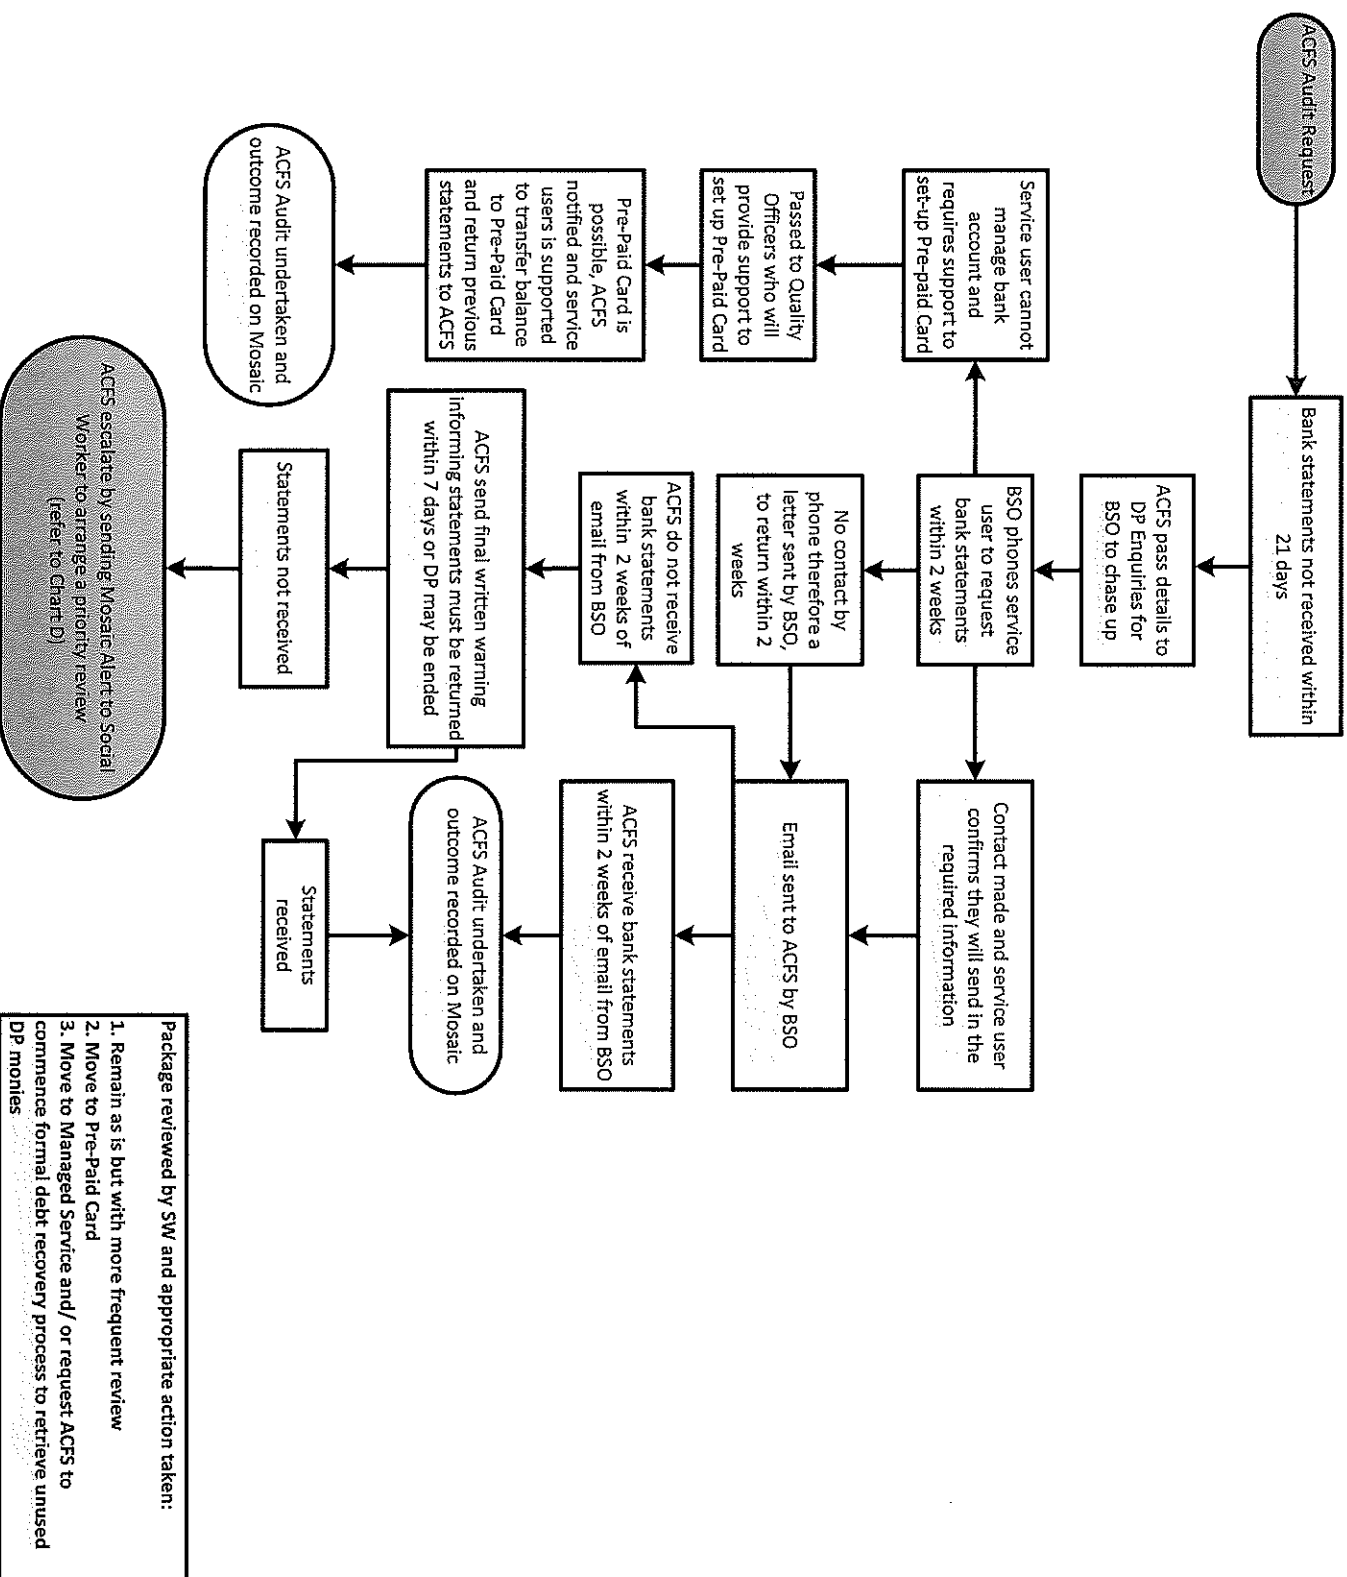 ACFS Audit Request
Bank statements not received within
21 days
ACFS pass details to
DP Enquiries for
BSO to chase up
Service user cannot
manage bank
account and
requires support to
set-up Pre-paid Card
BSO phones service
user to request
bank statements
within 2 weeks
Contact made and service user
confirms they will send in the
required information
Passed to Quality
Officers who will
provide support to
set up Pre-Paid Card
No contact by
phone therefore a
letter sent by BSO,
to return within 2
weeks
Email sent to ACFS by BSO
Pre-Paid Card is
possible, ACFS
notified and service
users is supported
to transfer balance
to Pre-Paid Card
and return previous
statements to ACFS
ACFS do not receive
bank statements
within 2 weeks of
email from BSO
ACFS receive bank statements
within 2 weeks of email from BSO
ACFS Audit undertaken and
outcome recorded on Mosaic
ACFS send final written warning
informing statements must be returned
within 7 days or DP may be ended
ACFS Audit undertaken and
outcome recorded on Mosaic
Statements not received
Statements
received
ACFS escalate by sending Mosaic Alert to Social
Worker to arrange a priority review
(refer to Chart D)
Package reviewed by SW and appropriate action taken:
1. Remain as is but with more frequent review
2. Move to Pre-Paid Card
3. Move to Managed Service and/ or request ACFS to
commence formal debt recovery process to retrieve unused
DP monies